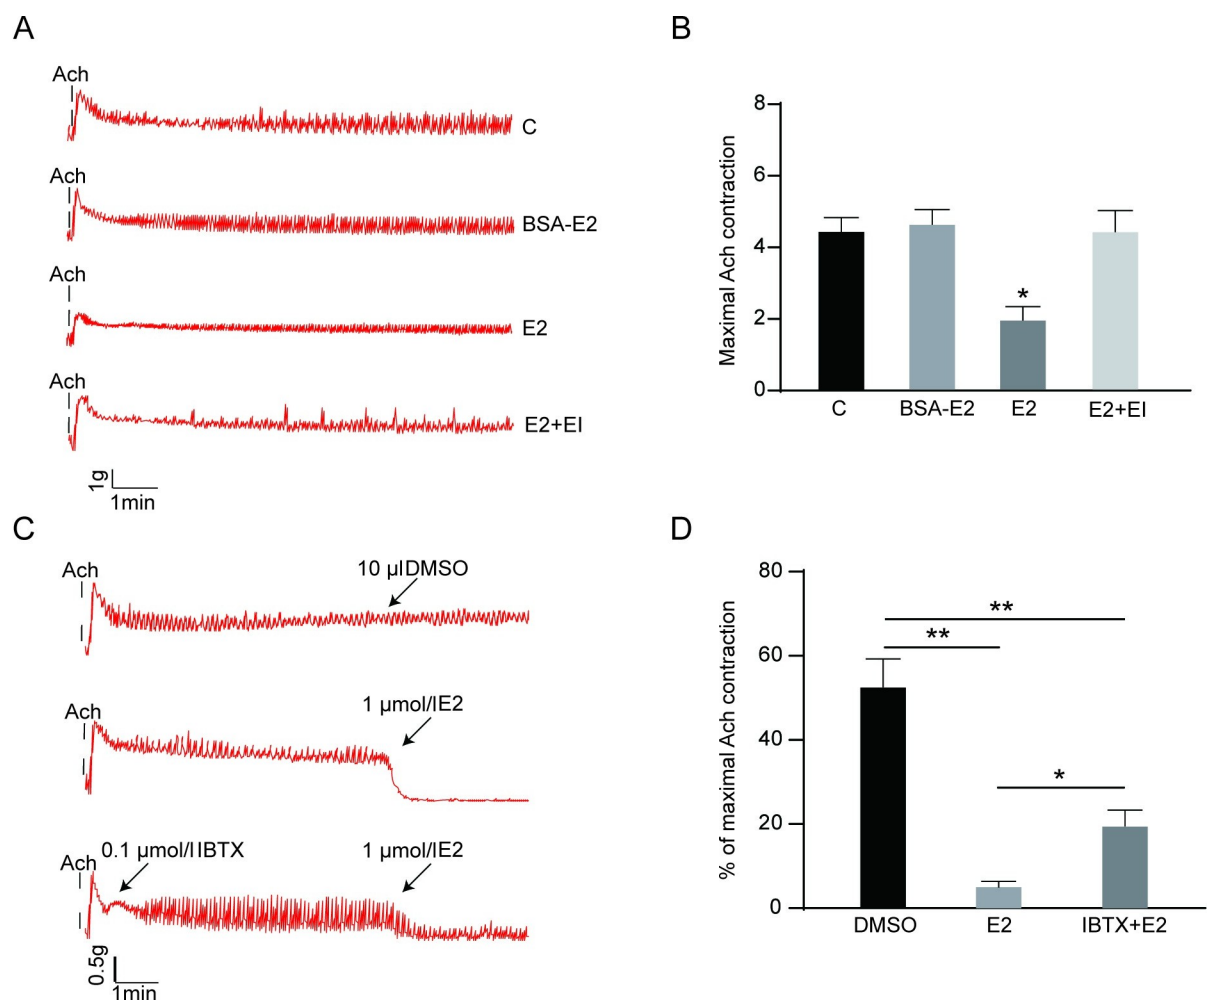 A
Ach
C
Ach
BSA-E2
Ach
E2
Ach
E2+EI
1g
1min
B
Maximal Ach contraction
8
6
4
2
0
*
C BSA-E2 E2 E2+EI
C
Ach
10 µlDMSO
Ach
1 µmol/lE2
Ach
0.1 µmol/lIBTX
1 µmol/lE2
0.5g
1min
D
% of maximal Ach contraction
80
60
40
20
0
**
**
*
DMSO E2 IBTX+E2